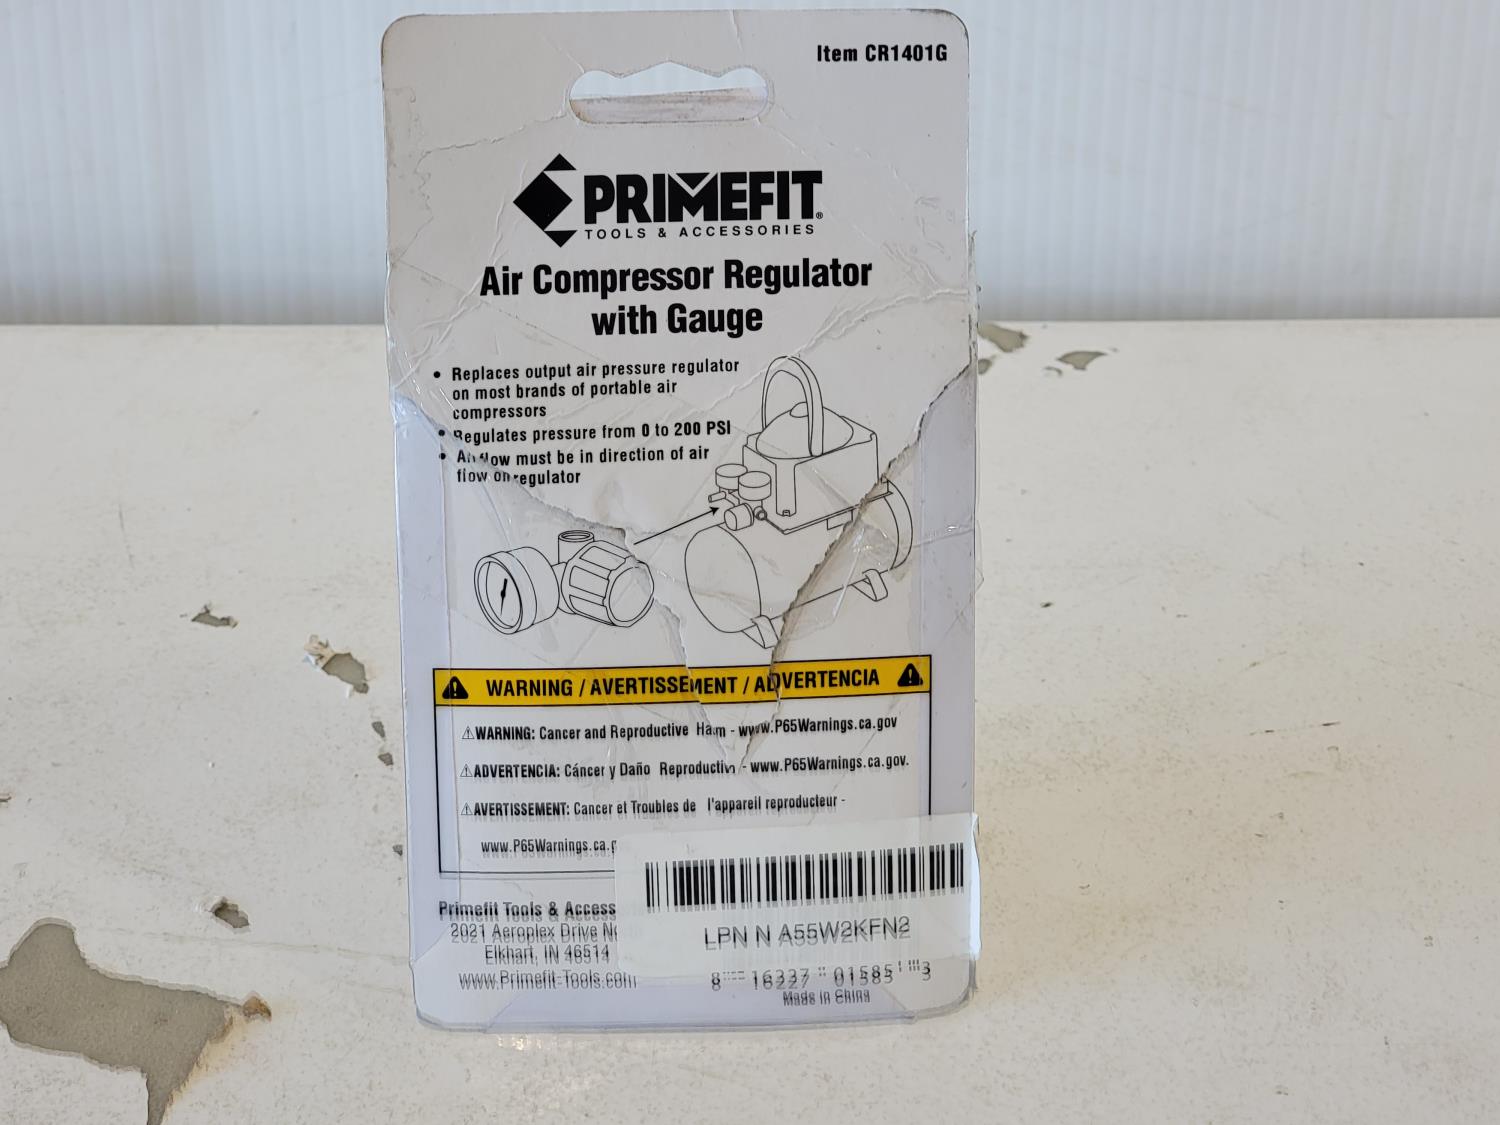 Item CR1401G
PRIMEFIT®
TOOLS & ACCESSORIES
Air Compressor Regulator
with Gauge
• Replaces output air pressure regulator
on most brands of portable air
compressors
• Regulates pressure from 0 to 200 PSI
• Air flow must be in direction of air
flow on regulator
WARNING / AVERTISSEMENT / ADVERTENCIA
⚠WARNING: Cancer and Reproductive Harm - www.P65Warnings.ca.gov
⚠ADVERTENCIA: Cáncer y Daño Reproductivo - www.P65Warnings.ca.gov.
⚠AVERTISSEMENT: Cancer et Troubles de l'appareil reproducteur -
www.P65Warnings.ca.g
Primefit Tools & Access
2021 Aeroplex Drive No
Elkhart, IN 46514
www.Primefit-Tools.com
LPN N A55W2KFN2
8 16227 01585 3
Made in China